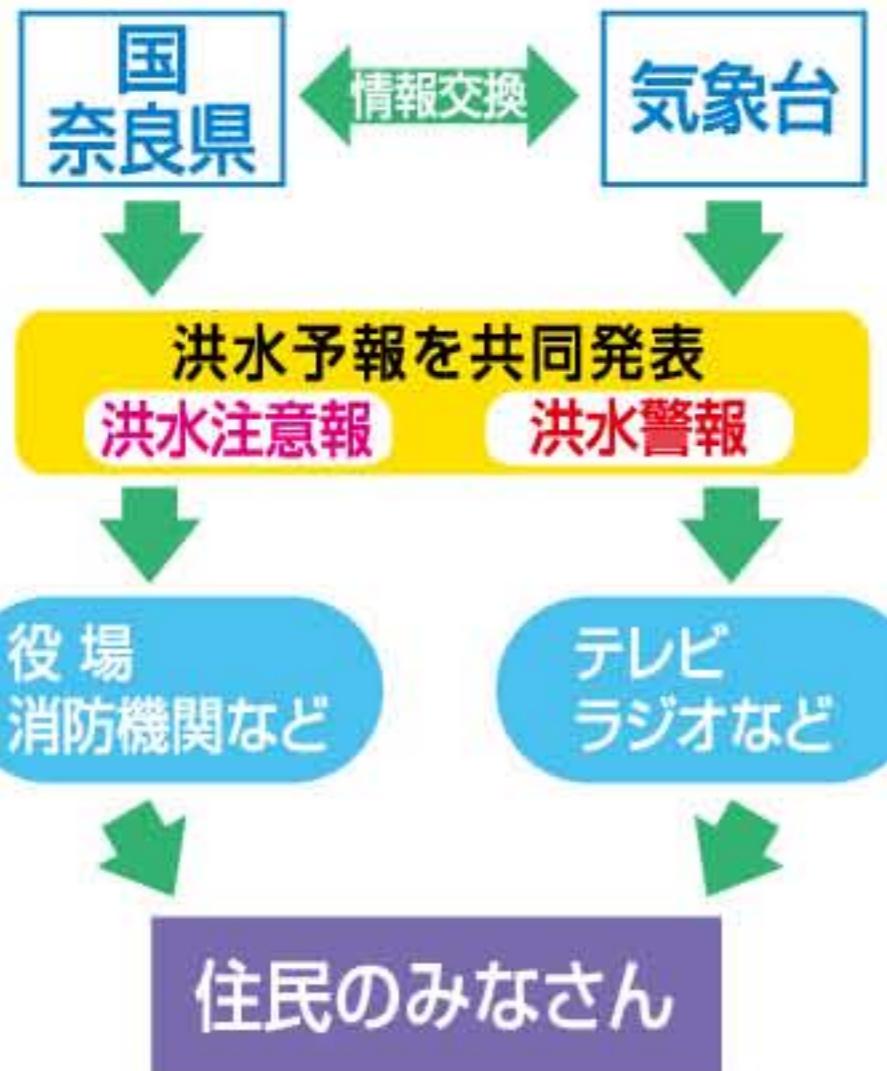 国
奈良県
情報交換
気象台
洪水予報を共同発表
洪水注意報
洪水警報
役 場
消防機関など
テレビ
ラジオなど
住民のみなさん